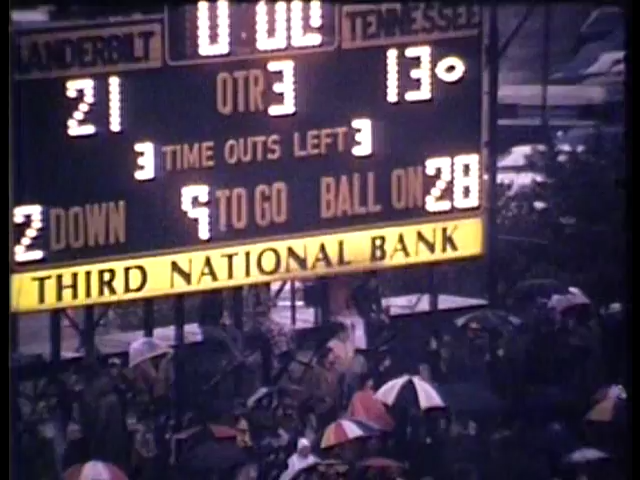 VANDERBILT 0:00 TENNESSEE
21 QTR 3 13
3 TIME OUTS LEFT 3
2 DOWN 9 TO GO BALL ON 28
THIRD NATIONAL BANK